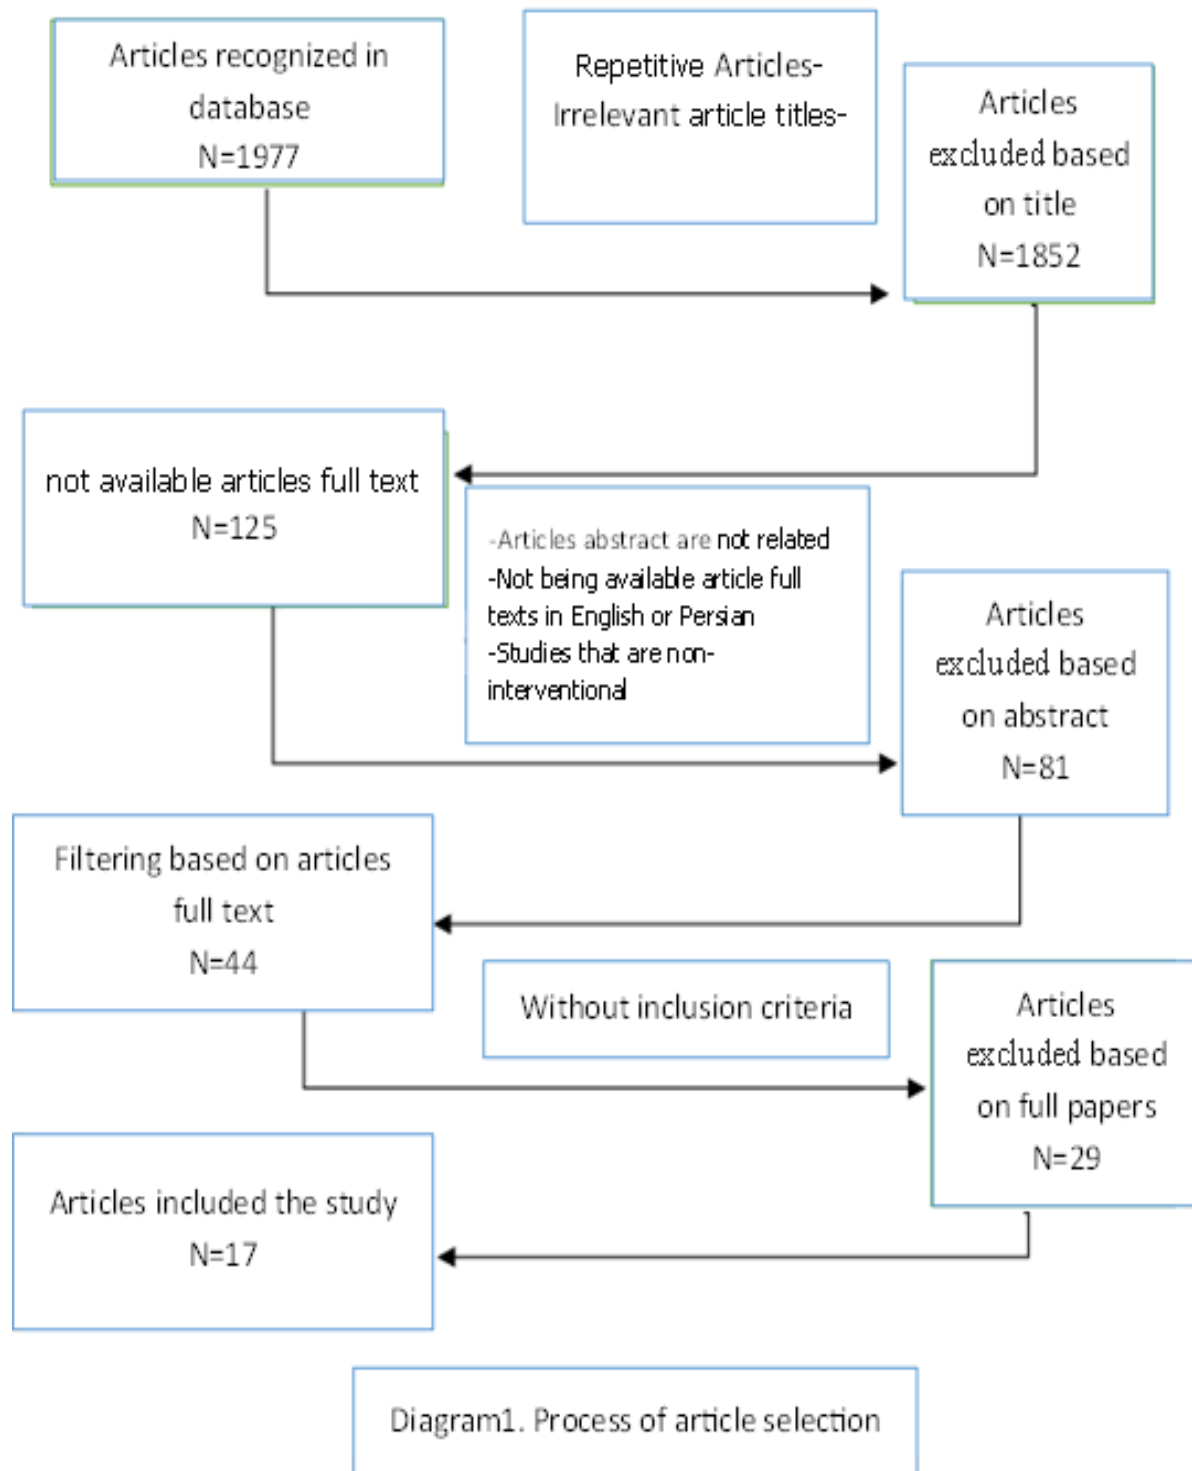 Articles recognized in
database
N=1977
Repetitive Articles-
Irrelevant article titles-
Articles
excluded based
on title
N=1852
not available articles full text
N=125
-Articles abstract are not related
-Not being available article full
texts in English or Persian
-Studies that are non-
interventional
Articles
excluded based
on abstract
N=81
Filtering based on articles
full text
N=44
Without inclusion criteria
Articles
excluded based
on full papers
N=29
Articles included the study
N=17
Diagram1. Process of article selection